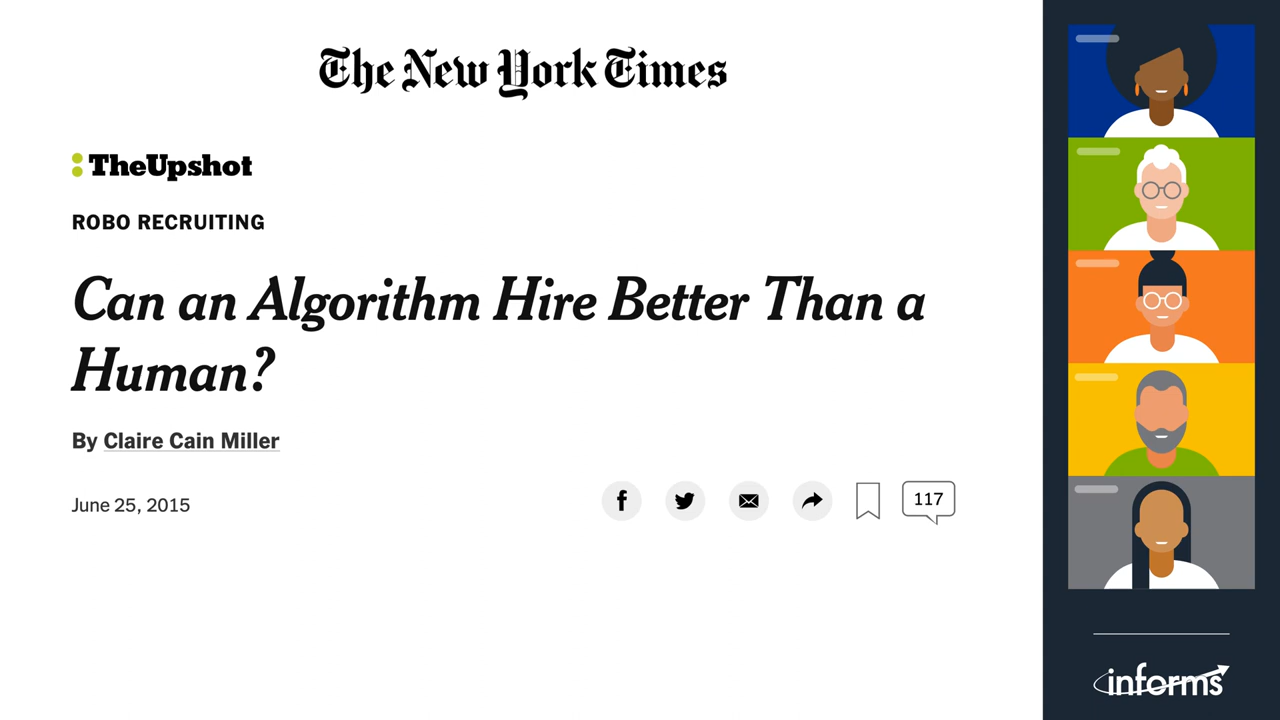 The New York Times
TheUpshot
ROBO RECRUITING
Can an Algorithm Hire Better Than a
Human?
By Claire Cain Miller
June 25, 2015
117
informs